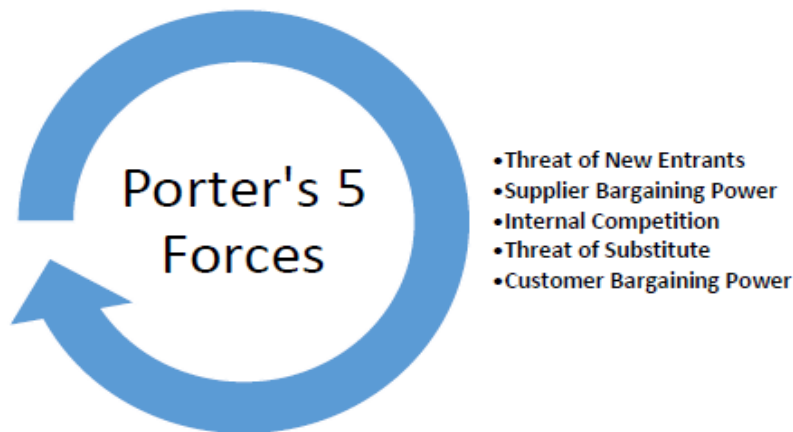 Porter's 5
Forces
•Threat of New Entrants
•Supplier Bargaining Power
•Internal Competition
•Threat of Substitute
•Customer Bargaining Power